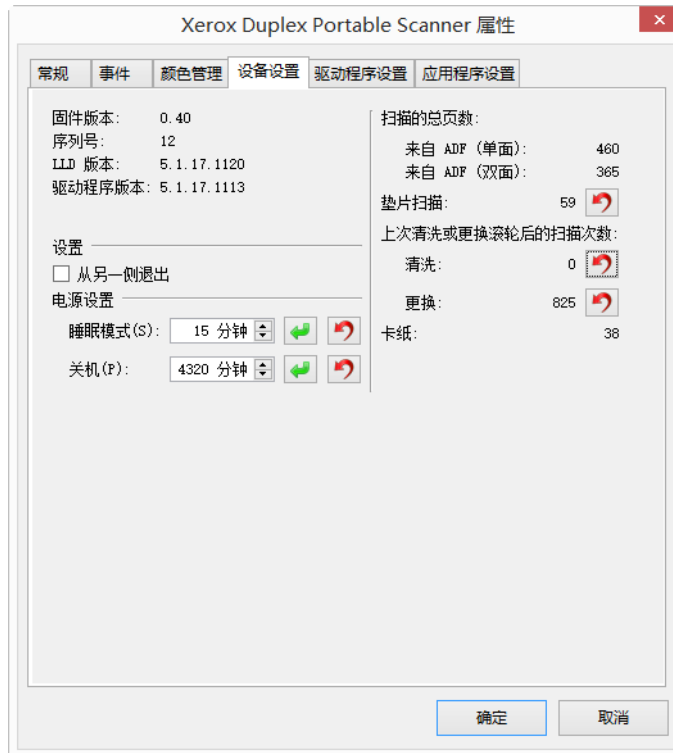 Xerox Duplex Portable Scanner 属性
常规 事件 颜色管理 设备设置 驱动程序设置 应用程序设置
固件版本: 0.40
序列号: 12
LLD 版本: 5.1.17.1120
驱动程序版本: 5.1.17.1113
设置
从另一侧退出
电源设置
睡眠模式(S): 15 分钟
关机(P): 4320 分钟
扫描的总页数:
来自 ADF (单面): 460
来自 ADF (双面): 365
垫片扫描: 59
上次清洗或更换滚轮后的扫描次数:
清洗: 0
更换: 825
卡纸: 38
确定 取消